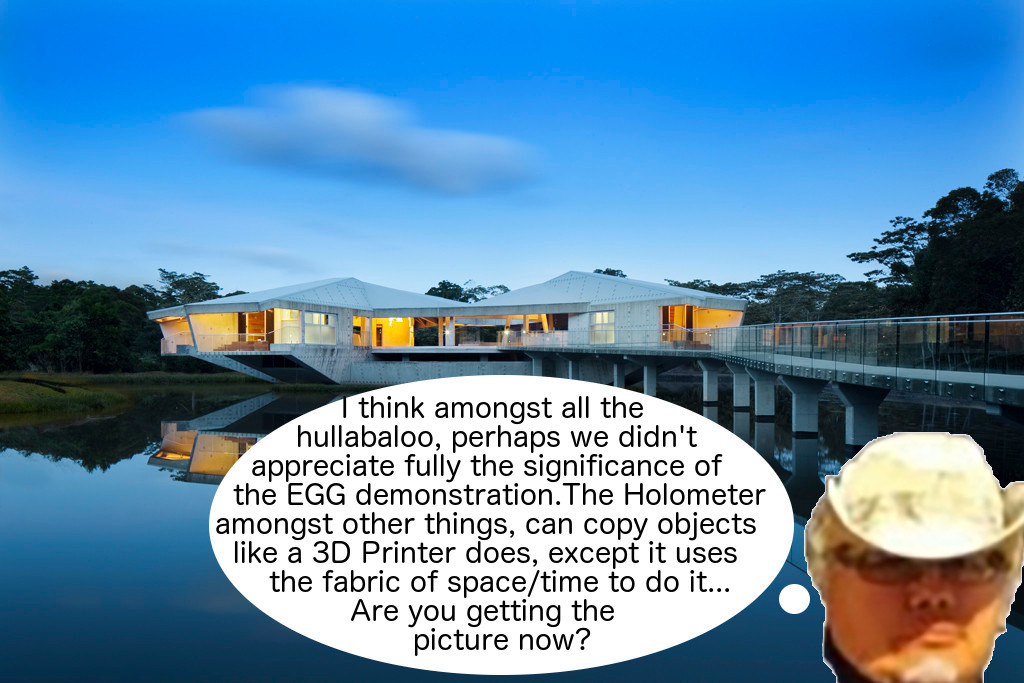 I think amongst all the
hullabaloo, perhaps we didn't
appreciate fully the significance of
the EGG demonstration.The Holometer
amongst other things, can copy objects
like a 3D Printer does, except it uses
the fabric of space/time to do it...
Are you getting the
picture now?